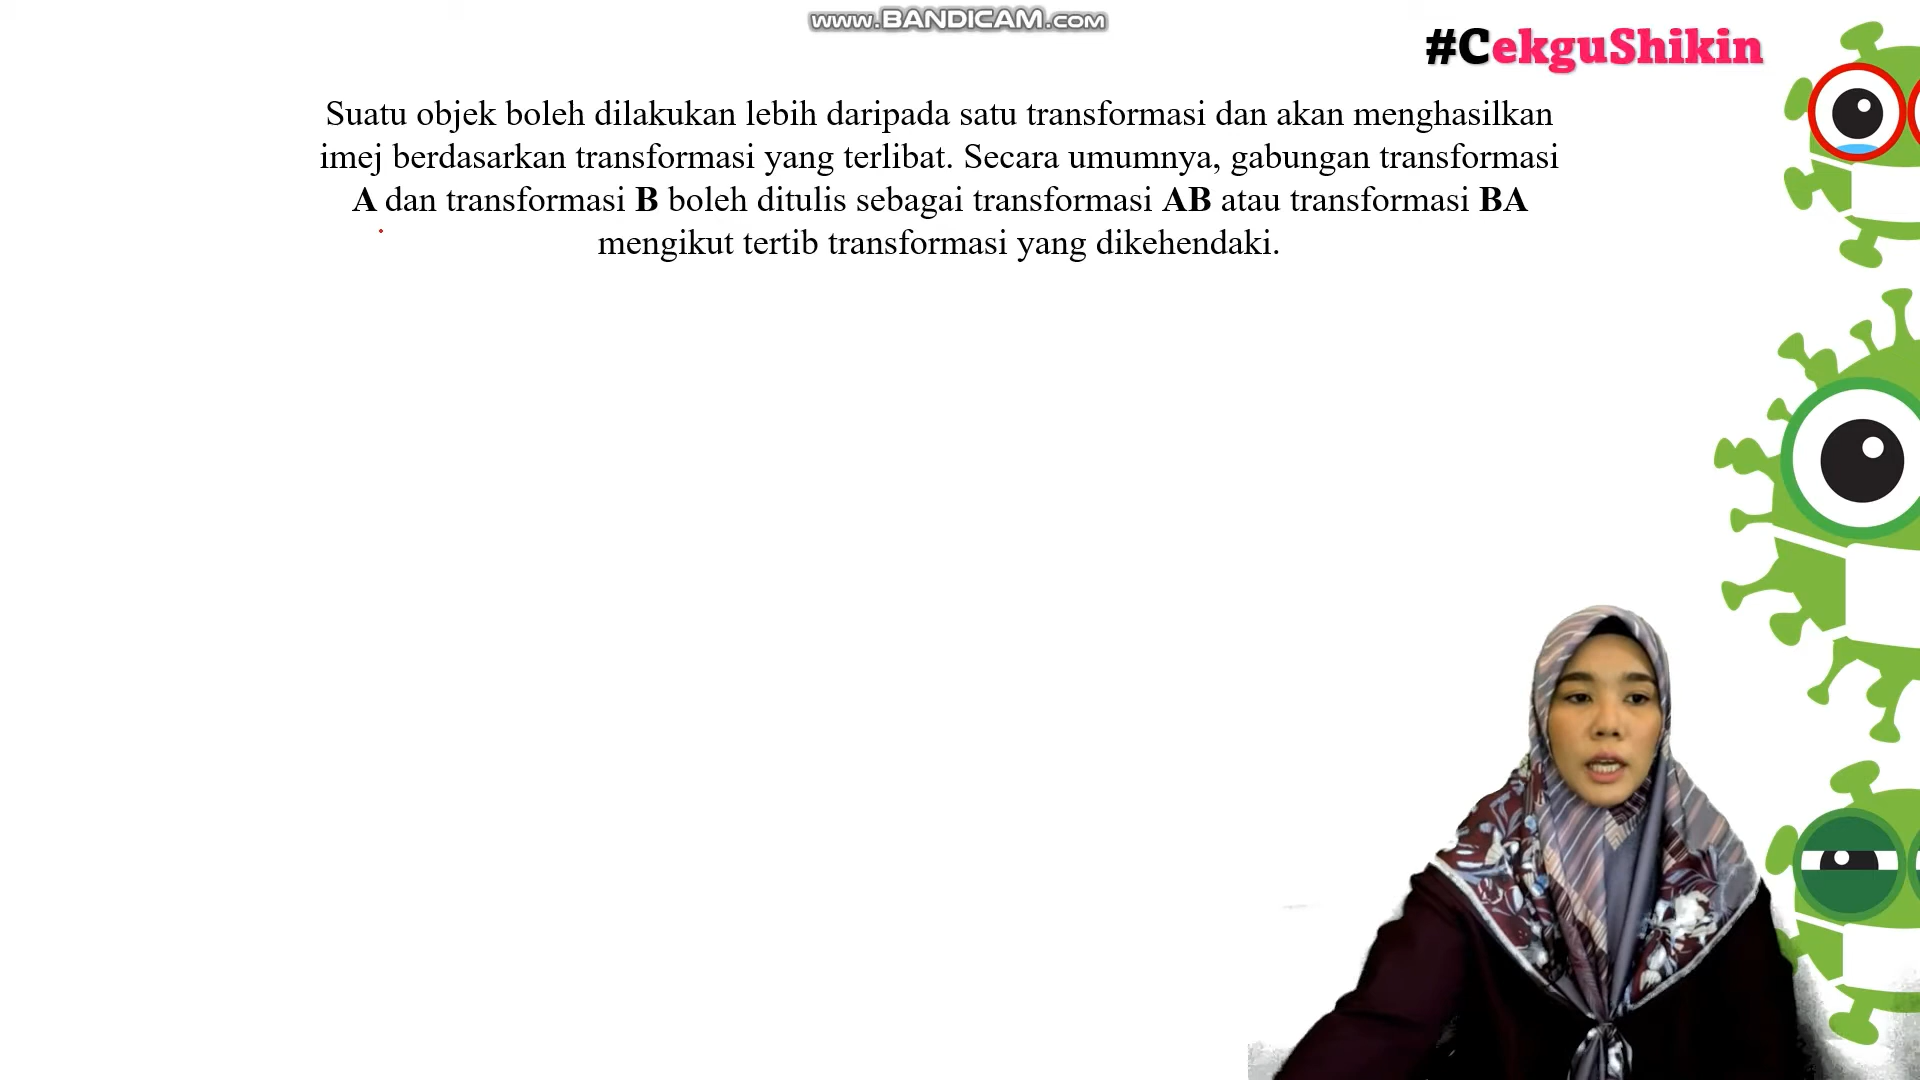 www.BANDICAM.com
#CekguShikin
Suatu objek boleh dilakukan lebih daripada satu transformasi dan akan menghasilkan
imej berdasarkan transformasi yang terlibat. Secara umumnya, gabungan transformasi
A dan transformasi B boleh ditulis sebagai transformasi AB atau transformasi BA
mengikut tertib transformasi yang dikehendaki.